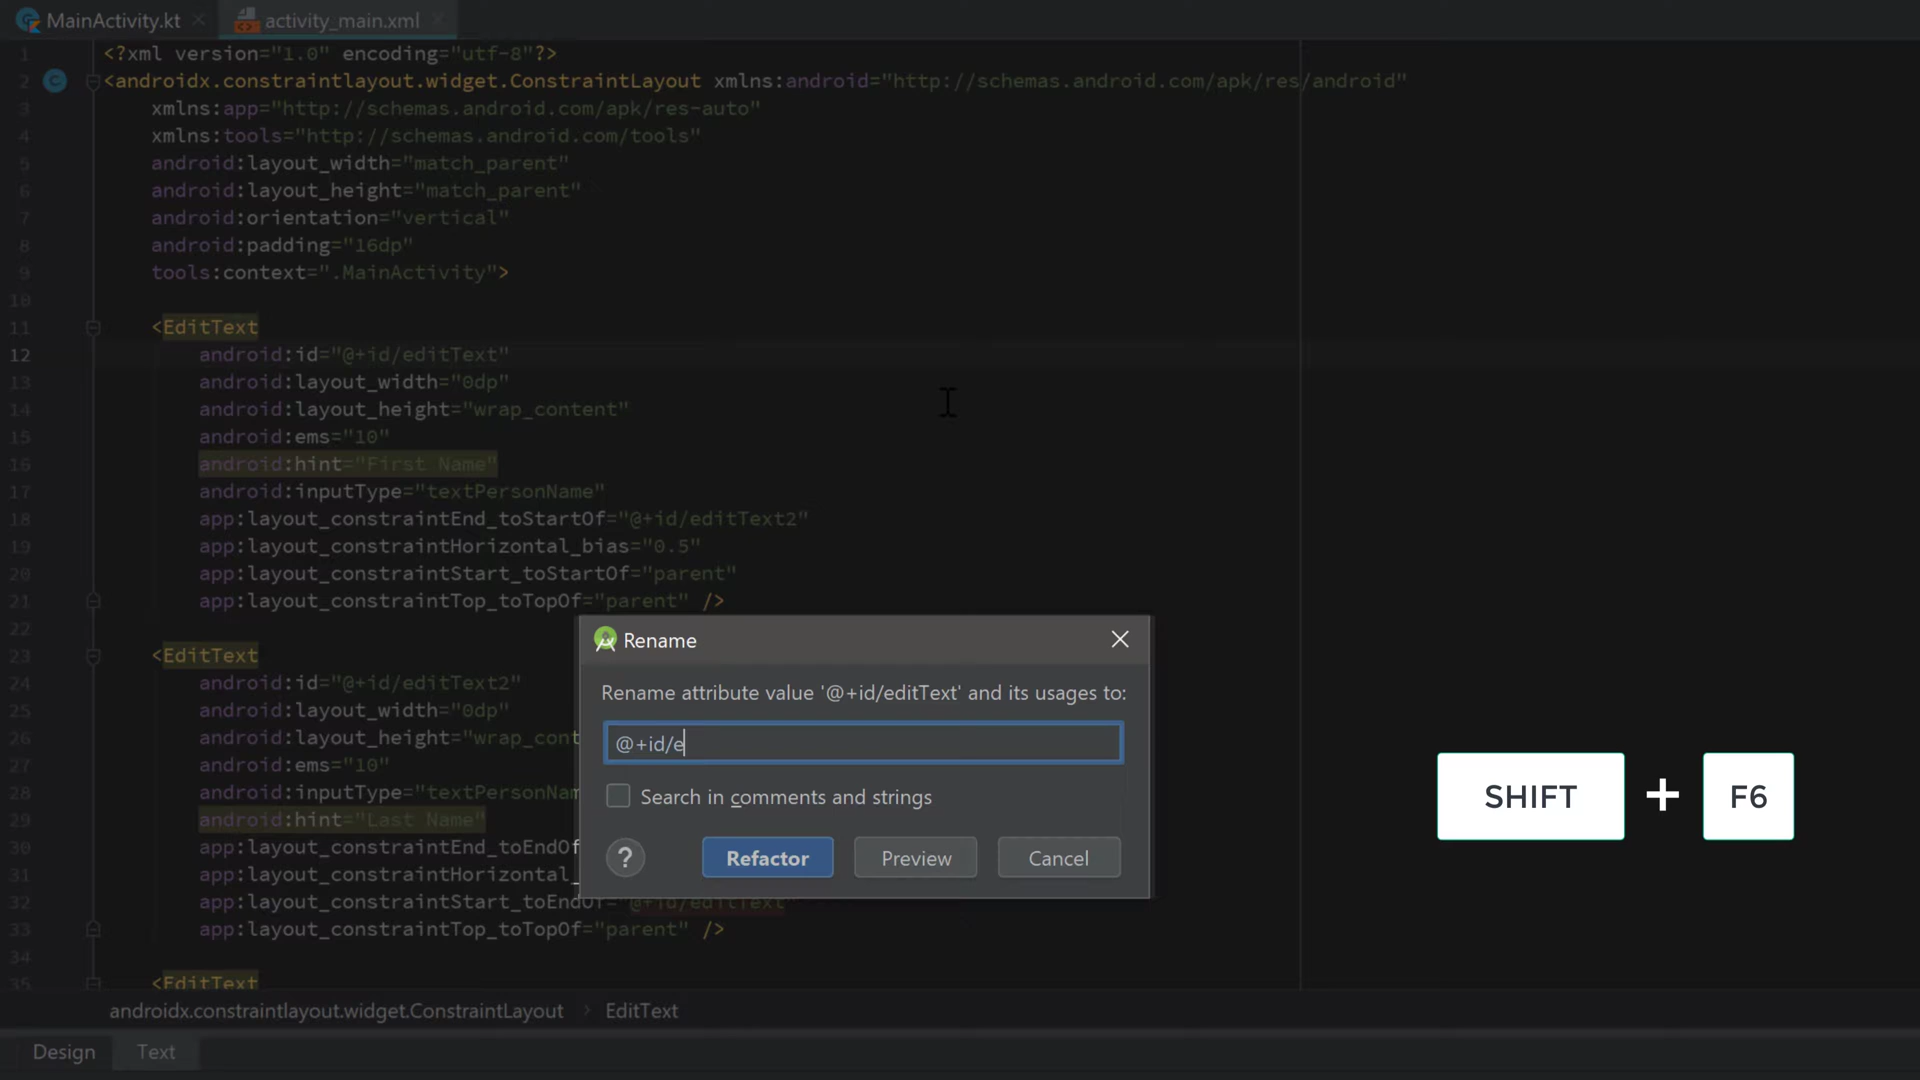 MainActivity.kt
activity_main.xml
1 <?xml version="1.0" encoding="utf-8"?>
2 <androidx.constraintlayout.widget.ConstraintLayout xmlns:android="http://schemas.android.com/apk/res/android"
3 xmlns:app="http://schemas.android.com/apk/res-auto"
4 xmlns:tools="http://schemas.android.com/tools"
5 android:layout_width="match_parent"
6 android:layout_height="match_parent"
7 android:orientation="vertical"
8 android:padding="16dp"
9 tools:context=".MainActivity">
10
11 <EditText
12 android:id="@+id/editText"
13 android:layout_width="0dp"
14 android:layout_height="wrap_content"
15 android:ems="10"
16 android:hint="First Name"
17 android:inputType="textPersonName"
18 app:layout_constraintEnd_toStartOf="@+id/editText2"
19 app:layout_constraintHorizontal_bias="0.5"
20 app:layout_constraintStart_toStartOf="parent"
21 app:layout_constraintTop_toTopOf="parent" />
22
23 <EditText
24 android:id="@+id/editText2"
25 android:layout_width="0dp"
26 android:layout_height="wrap_cont
27 android:ems="10"
28 android:inputType="textPersonNam
29 android:hint="Last Name"
30 app:layout_constraintEnd_toEndOf
31 app:layout_constraintHorizontal_
32 app:layout_constraintStart_toEndOf="@+id/editText"
33 app:layout_constraintTop_toTopOf="parent" />
34
35 <EditText
Rename
Rename attribute value '@+id/editText' and its usages to:
@+id/e
Search in comments and strings
? Refactor Preview Cancel
SHIFT + F6
androidx.constraintlayout.widget.ConstraintLayout › EditText
Design Text